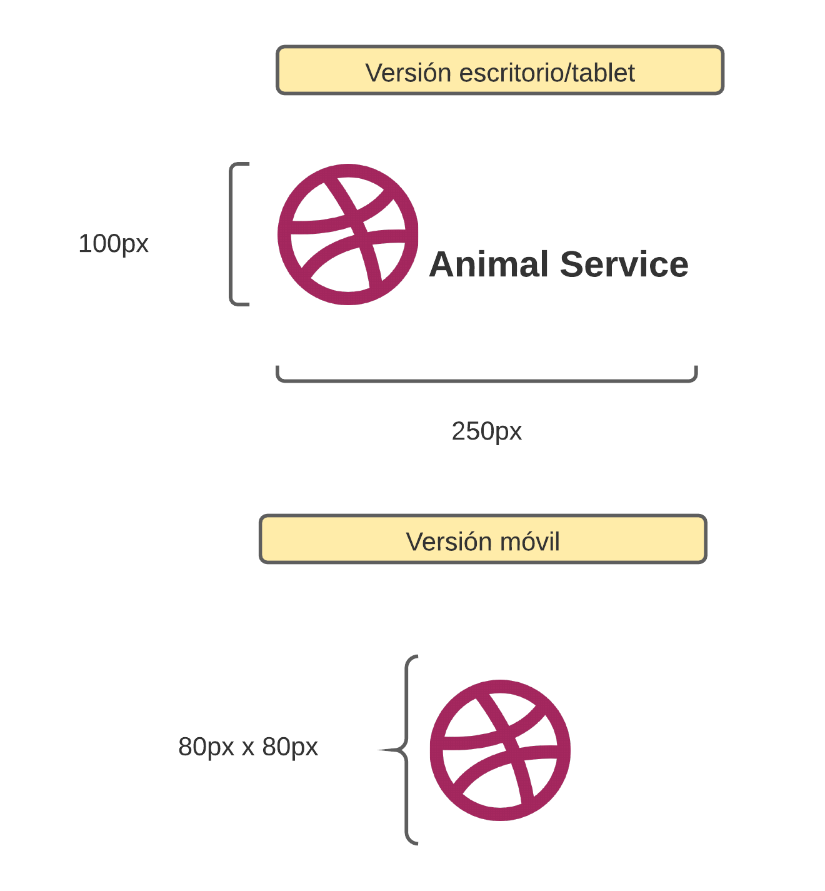 Versión escritorio/tablet
100px
Animal Service
250px
Versión móvil
80px x 80px